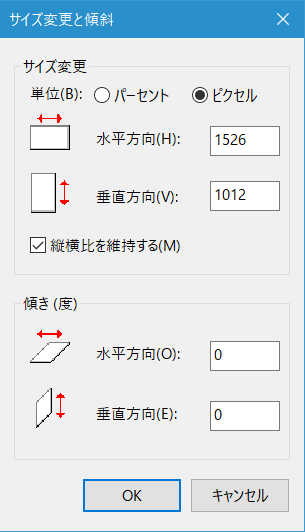 サイズ変更と傾斜
サイズ変更
単位(B): パーセント ピクセル
水平方向(H): 1526
垂直方向(V): 1012
縦横比を維持する(M)
傾き (度)
水平方向(O): 0
垂直方向(E): 0
OK キャンセル